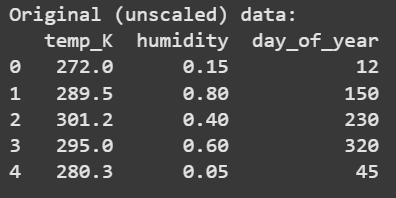 Original (unscaled) data:
temp_K humidity day_of_year
0 272.0 0.15 12
1 289.5 0.80 150
2 301.2 0.40 230
3 295.0 0.60 320
4 280.3 0.05 45